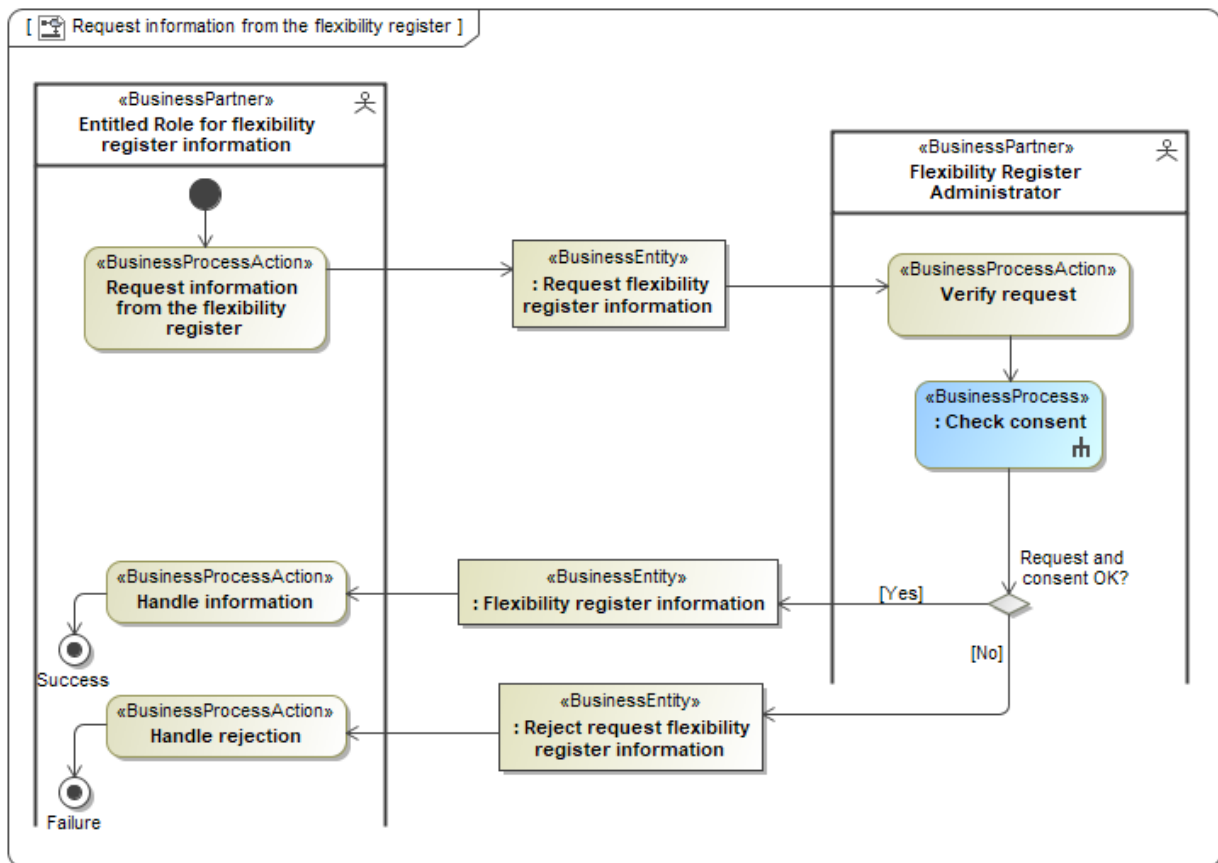 [ Request information from the flexibility register ]
«BusinessPartner»
Entitled Role for flexibility
register information
«BusinessPartner»
Flexibility Register
Administrator
«BusinessProcessAction»
Request information
from the flexibility
register
«BusinessEntity»
: Request flexibility
register information
«BusinessProcessAction»
Verify request
«BusinessProcess»
: Check consent
Request and
consent OK?
[Yes]
[No]
«BusinessEntity»
: Flexibility register information
«BusinessProcessAction»
Handle information
Success
«BusinessEntity»
: Reject request flexibility
register information
«BusinessProcessAction»
Handle rejection
Failure